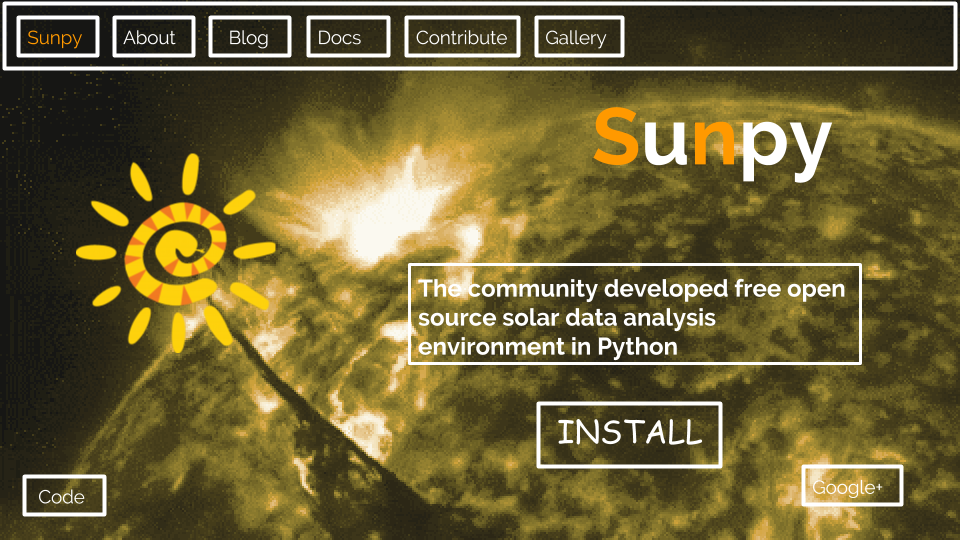 Sunpy
About
Blog
Docs
Contribute
Gallery
Sunpy
The community developed free open
source solar data analysis
environment in Python
INSTALL
Code
Google+